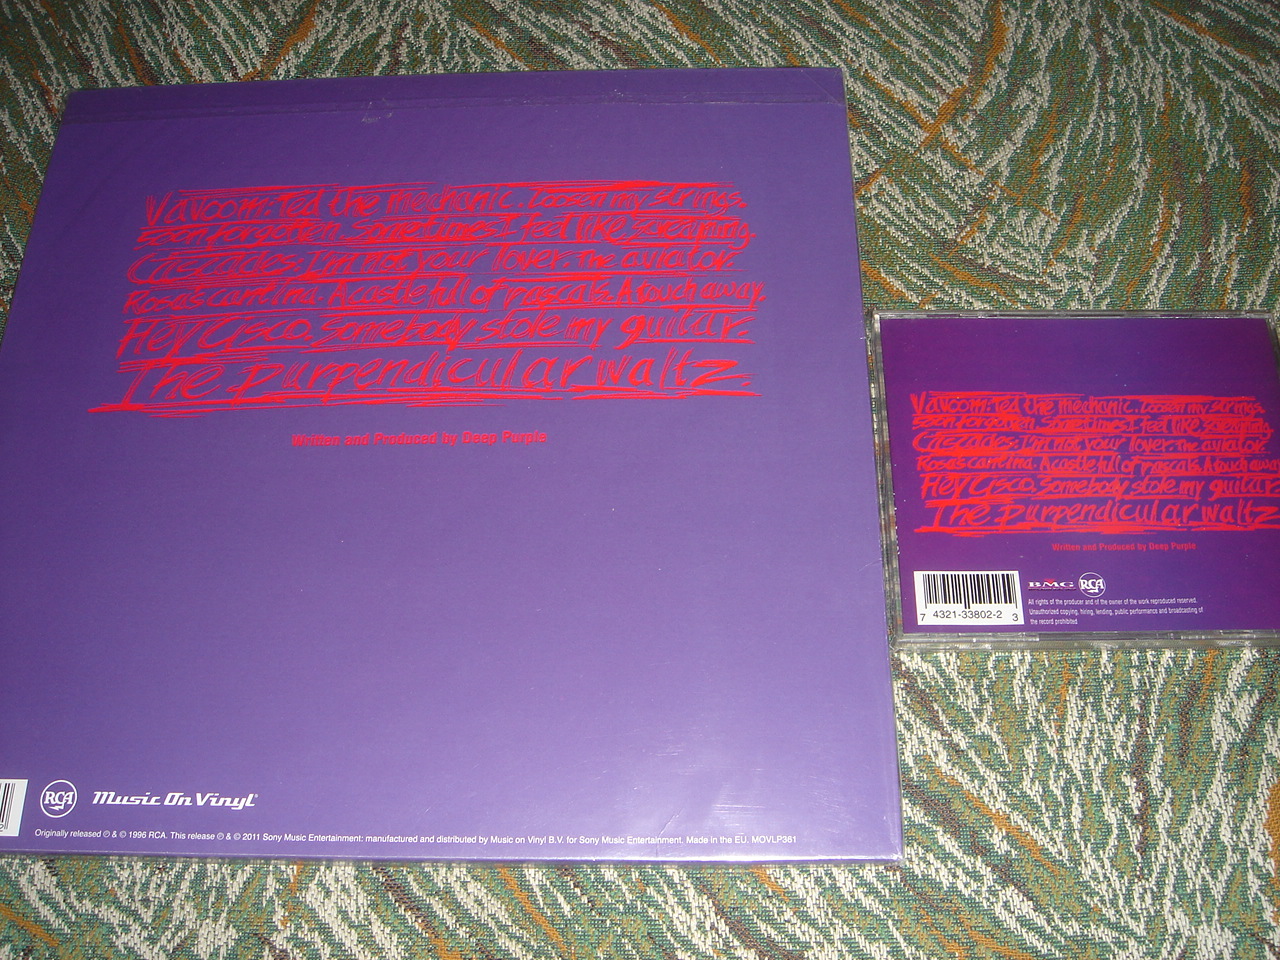 Vavoom: Ted the mechanic. Loosen my strings.
Soon forgotten. Sometimes I feel like screaming
Cascades: I'm not your lover. The aviator.
Rosa's cantina. A castle full of rascals. A touch away.
Hey Cisco. Somebody stole my guitar.
The purpendicular waltz.
Written and Produced by Deep Purple
RCA Music On Vinyl
Originally released ℗ & © 1996 RCA. This release ℗ & © 2011 Sony Music Entertainment: manufactured and distributed by Music on Vinyl B.V. for Sony Music Entertainment. Made in the EU. MOVLP361
Vavoom: Ted the mechanic. Loosen my strings.
Soon forgotten. Sometimes I feel like screaming.
Cascades: I'm not your lover. The aviator.
Rosa's cantina. A castle full of rascals. A touch away
Hey Cisco. Somebody stole my guitar.
The purpendicular waltz
Written and Produced by Deep Purple
BMG RCA
7 4321-33802-2 3
All rights of the producer and of the owner of the work reproduced reserved.
Unauthorized copying, hiring, lending, public performance and broadcasting of
the record prohibited